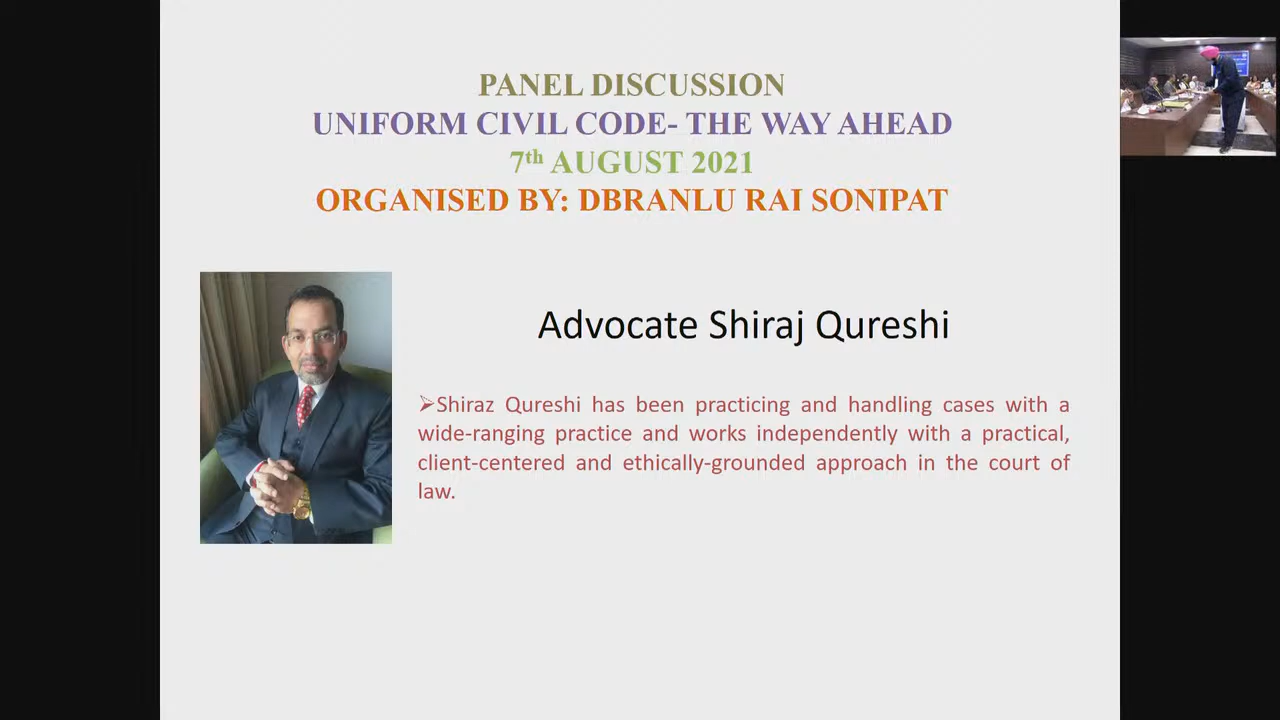 PANEL DISCUSSION
UNIFORM CIVIL CODE- THE WAY AHEAD
7th AUGUST 2021
ORGANISED BY: DBRANLU RAI SONIPAT
Advocate Shiraj Qureshi
➢Shiraz Qureshi has been practicing and handling cases with a
wide-ranging practice and works independently with a practical,
client-centered and ethically-grounded approach in the court of
law.